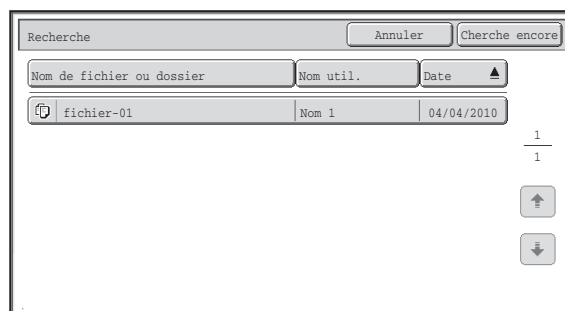 Recherche Annuler Cherche encore
Nom de fichier ou dossier Nom util. Date
fichier-01 Nom 1 04/04/2010
1
1